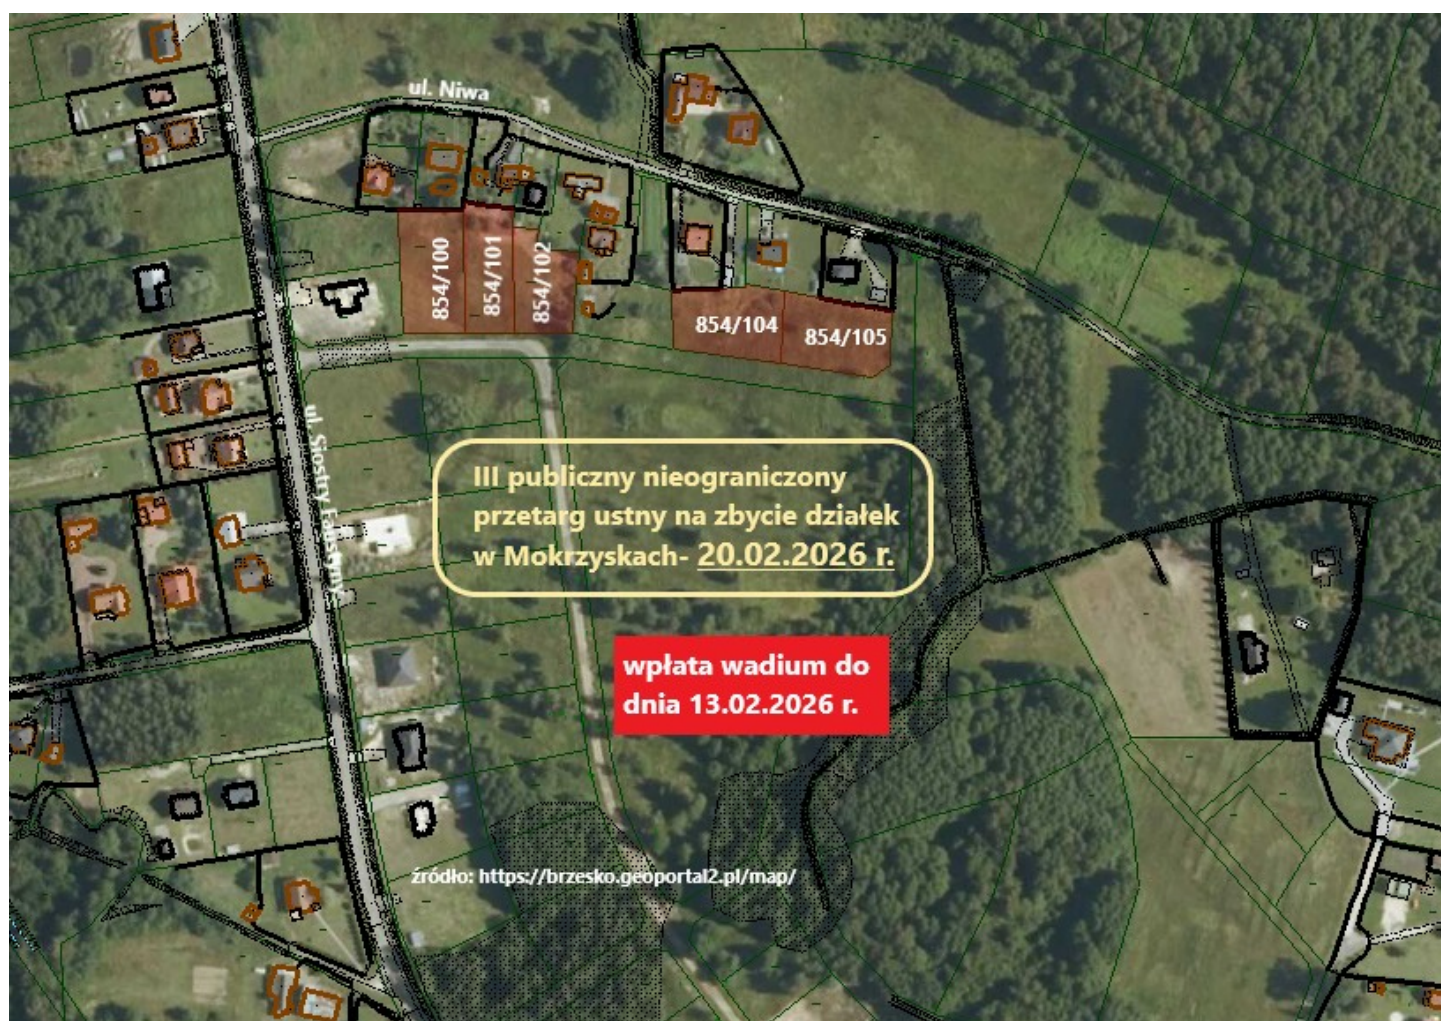 ul. Niwa
854/100
854/101
854/102
854/104
854/105
ul. Siostry Faustyny
III publiczny nieograniczony
przetarg ustny na zbycie działek
w Mokrzyskach- 20.02.2026 r.
wpłata wadium do
dnia 13.02.2026 r.
źródło: https://brzesko.geoportal2.pl/map/